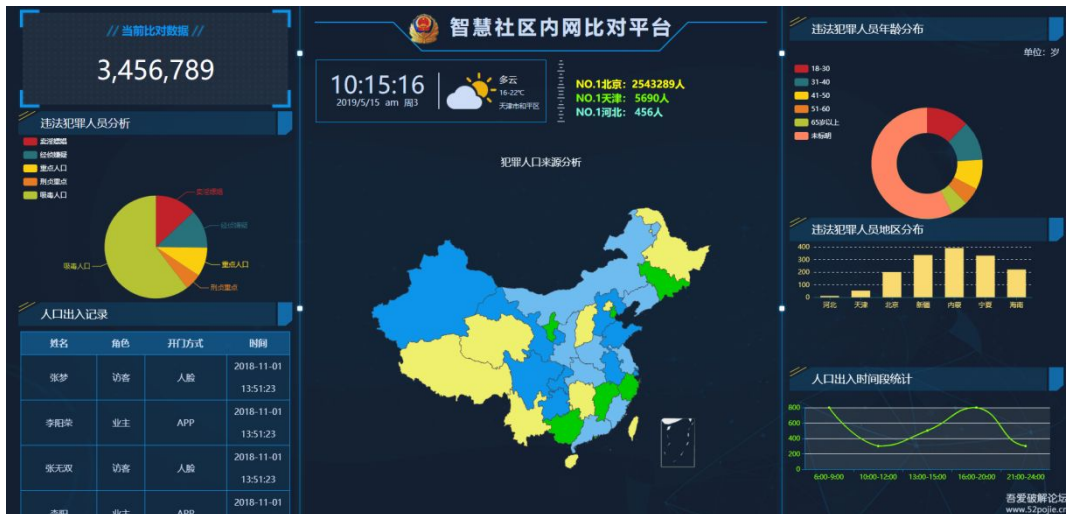 // 当前比对数据 //
3,456,789
违法犯罪人员分析
经侦嫌疑
重点人口
刑贞重点
吸毒人口
经侦嫌疑
重点人口
刑贞重点
吸毒人口
人口出入记录
姓名 角色 开门方式 时间
张梦 访客 人脸 2018-11-01 13:51:23
李阳荣 业主 APP 2018-11-01 13:51:23
张无双 访客 人脸 2018-11-01 13:51:23
APP 2018-11-01
智慧社区内网比对平台
10:15:16
2019/5/15 am 周3
多云
16-22℃
天津市和平区
NO.1北京：2543289人
NO.1天津：5690人
NO.1河北：456人
犯罪人口来源分析
违法犯罪人员年龄分布
单位：岁
18-30
31-40
41-50
51-60
65岁以上
未标明
违法犯罪人员地区分布
400
300
200
100
0
河北 天津 北京 新疆 内蒙 宁夏 海南
人口出入时间段统计
800
600
400
200
0
6:00-9:00 10:00-12:00 13:00-15:00 16:00-20:00 21:00-24:00
吾爱破解论坛
www.52pojie.cn